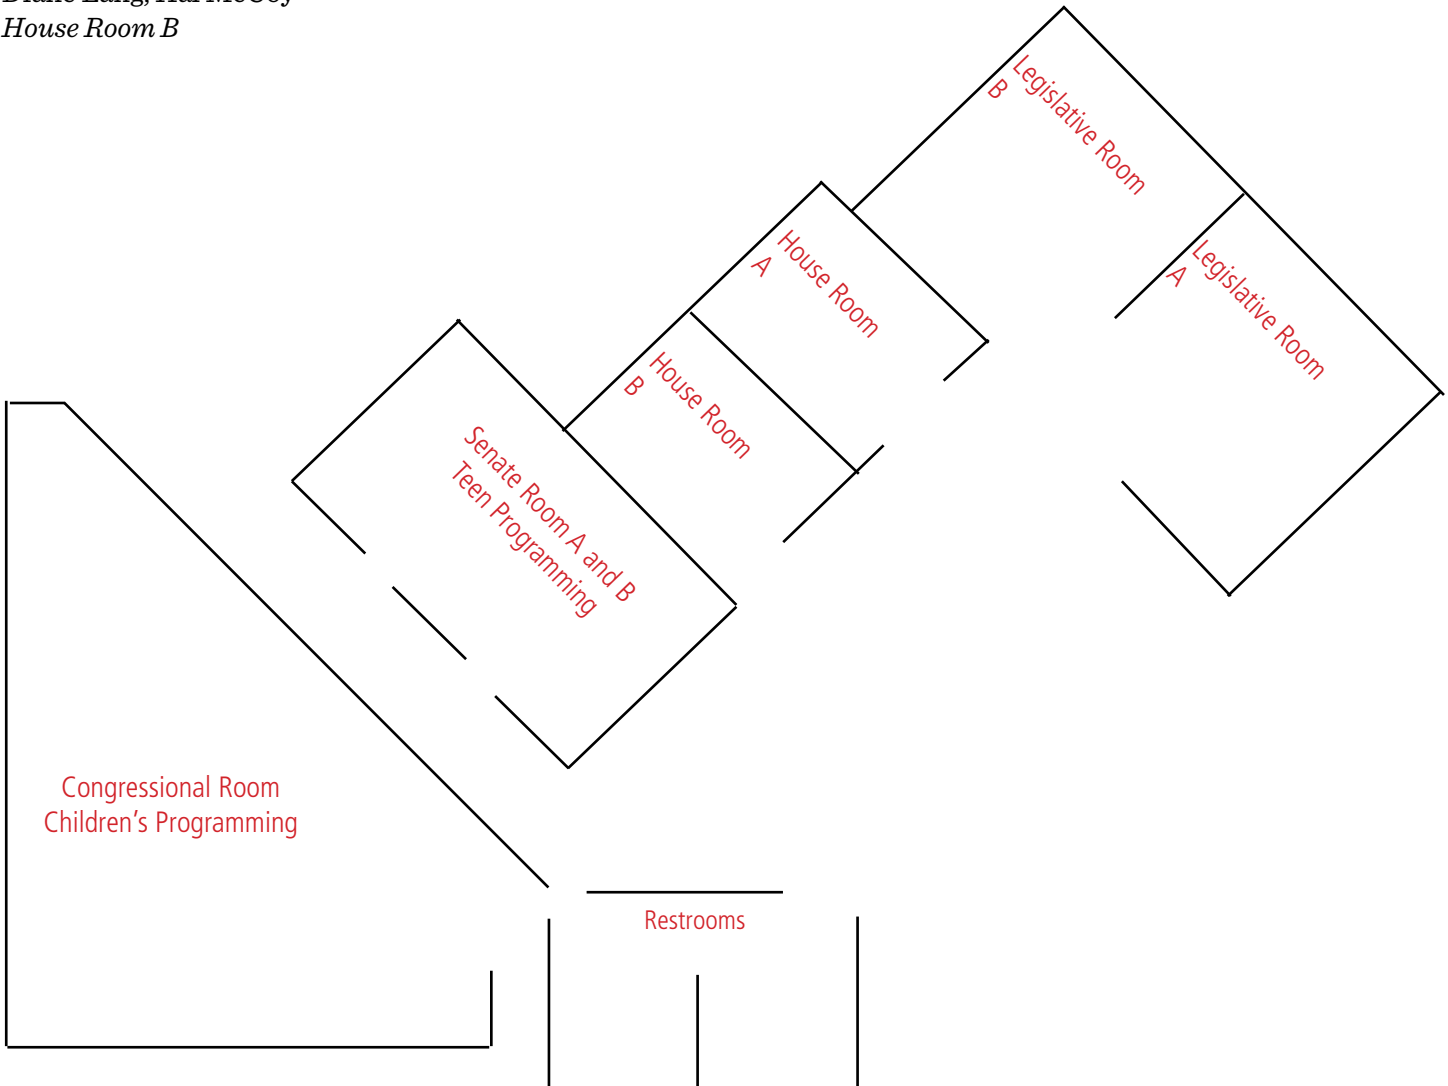 House Room B
Legislative Room
B
Legislative Room
A
House Room
A
House Room
B
Senate Room A and B
Teen Programming
Congressional Room
Children's Programming
Restrooms